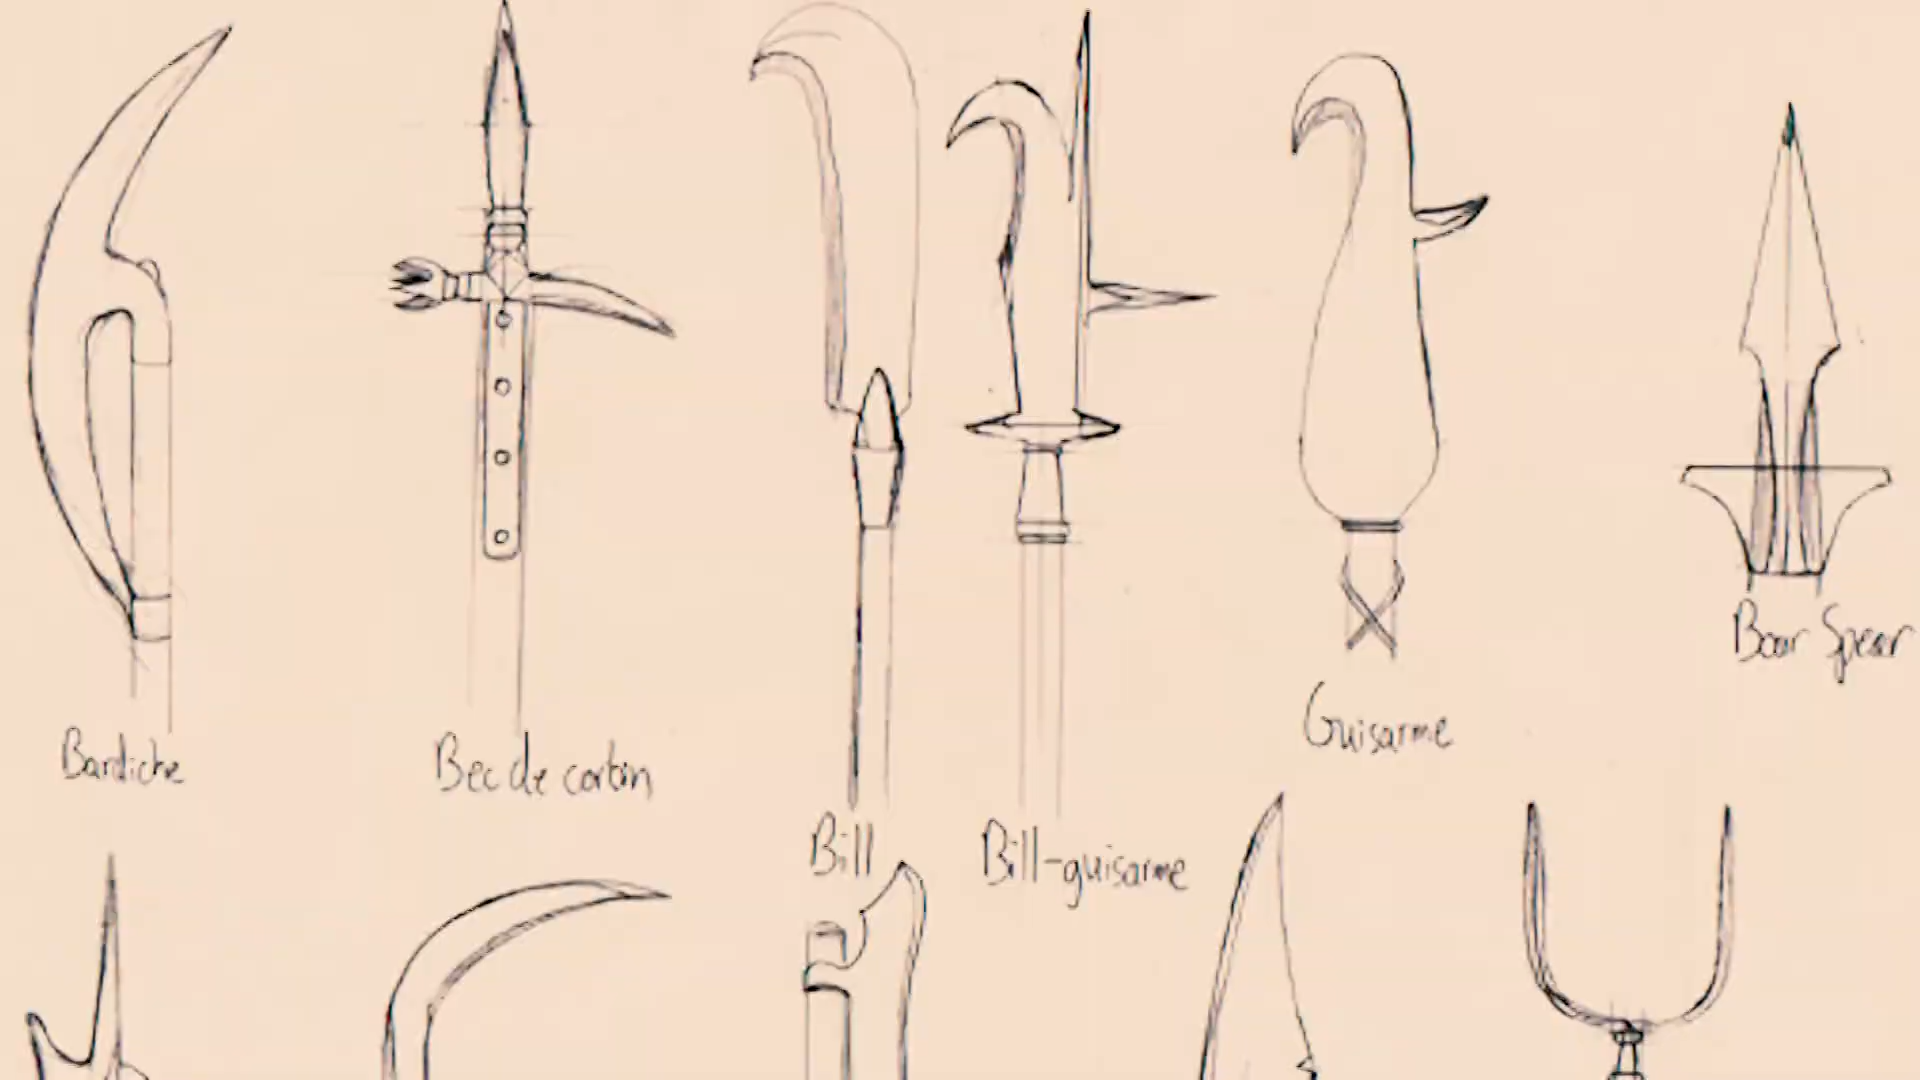 Bardiche
Bec de corbin
Bill
Bill-guisarme
Guisarme
Boar Spear